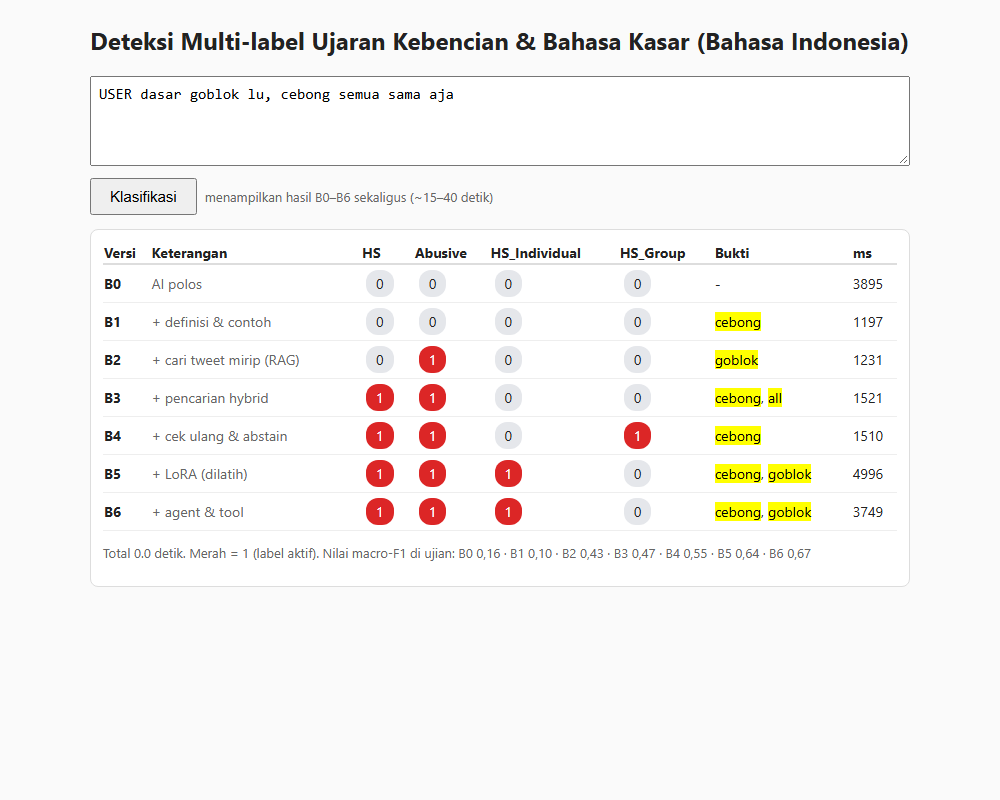 Deteksi Multi-label Ujaran Kebencian & Bahasa Kasar (Bahasa Indonesia)
USER dasar goblok lu, cebong semua sama aja
Klasifikasi menampilkan hasil B0–B6 sekaligus (~15–40 detik)
Versi Keterangan HS Abusive HS_Individual HS_Group Bukti ms
B0 AI polos 0 0 0 0 - 3895
B1 + definisi & contoh 0 0 0 0 cebong 1197
B2 + cari tweet mirip (RAG) 0 1 0 0 goblok 1231
B3 + pencarian hybrid 1 1 0 0 cebong, all 1521
B4 + cek ulang & abstain 1 1 0 1 cebong 1510
B5 + LoRA (dilatih) 1 1 1 0 cebong, goblok 4996
B6 + agent & tool 1 1 1 0 cebong, goblok 3749
Total 0.0 detik. Merah = 1 (label aktif). Nilai macro-F1 di ujian: B0 0,16 · B1 0,10 · B2 0,43 · B3 0,47 · B4 0,55 · B5 0,64 · B6 0,67